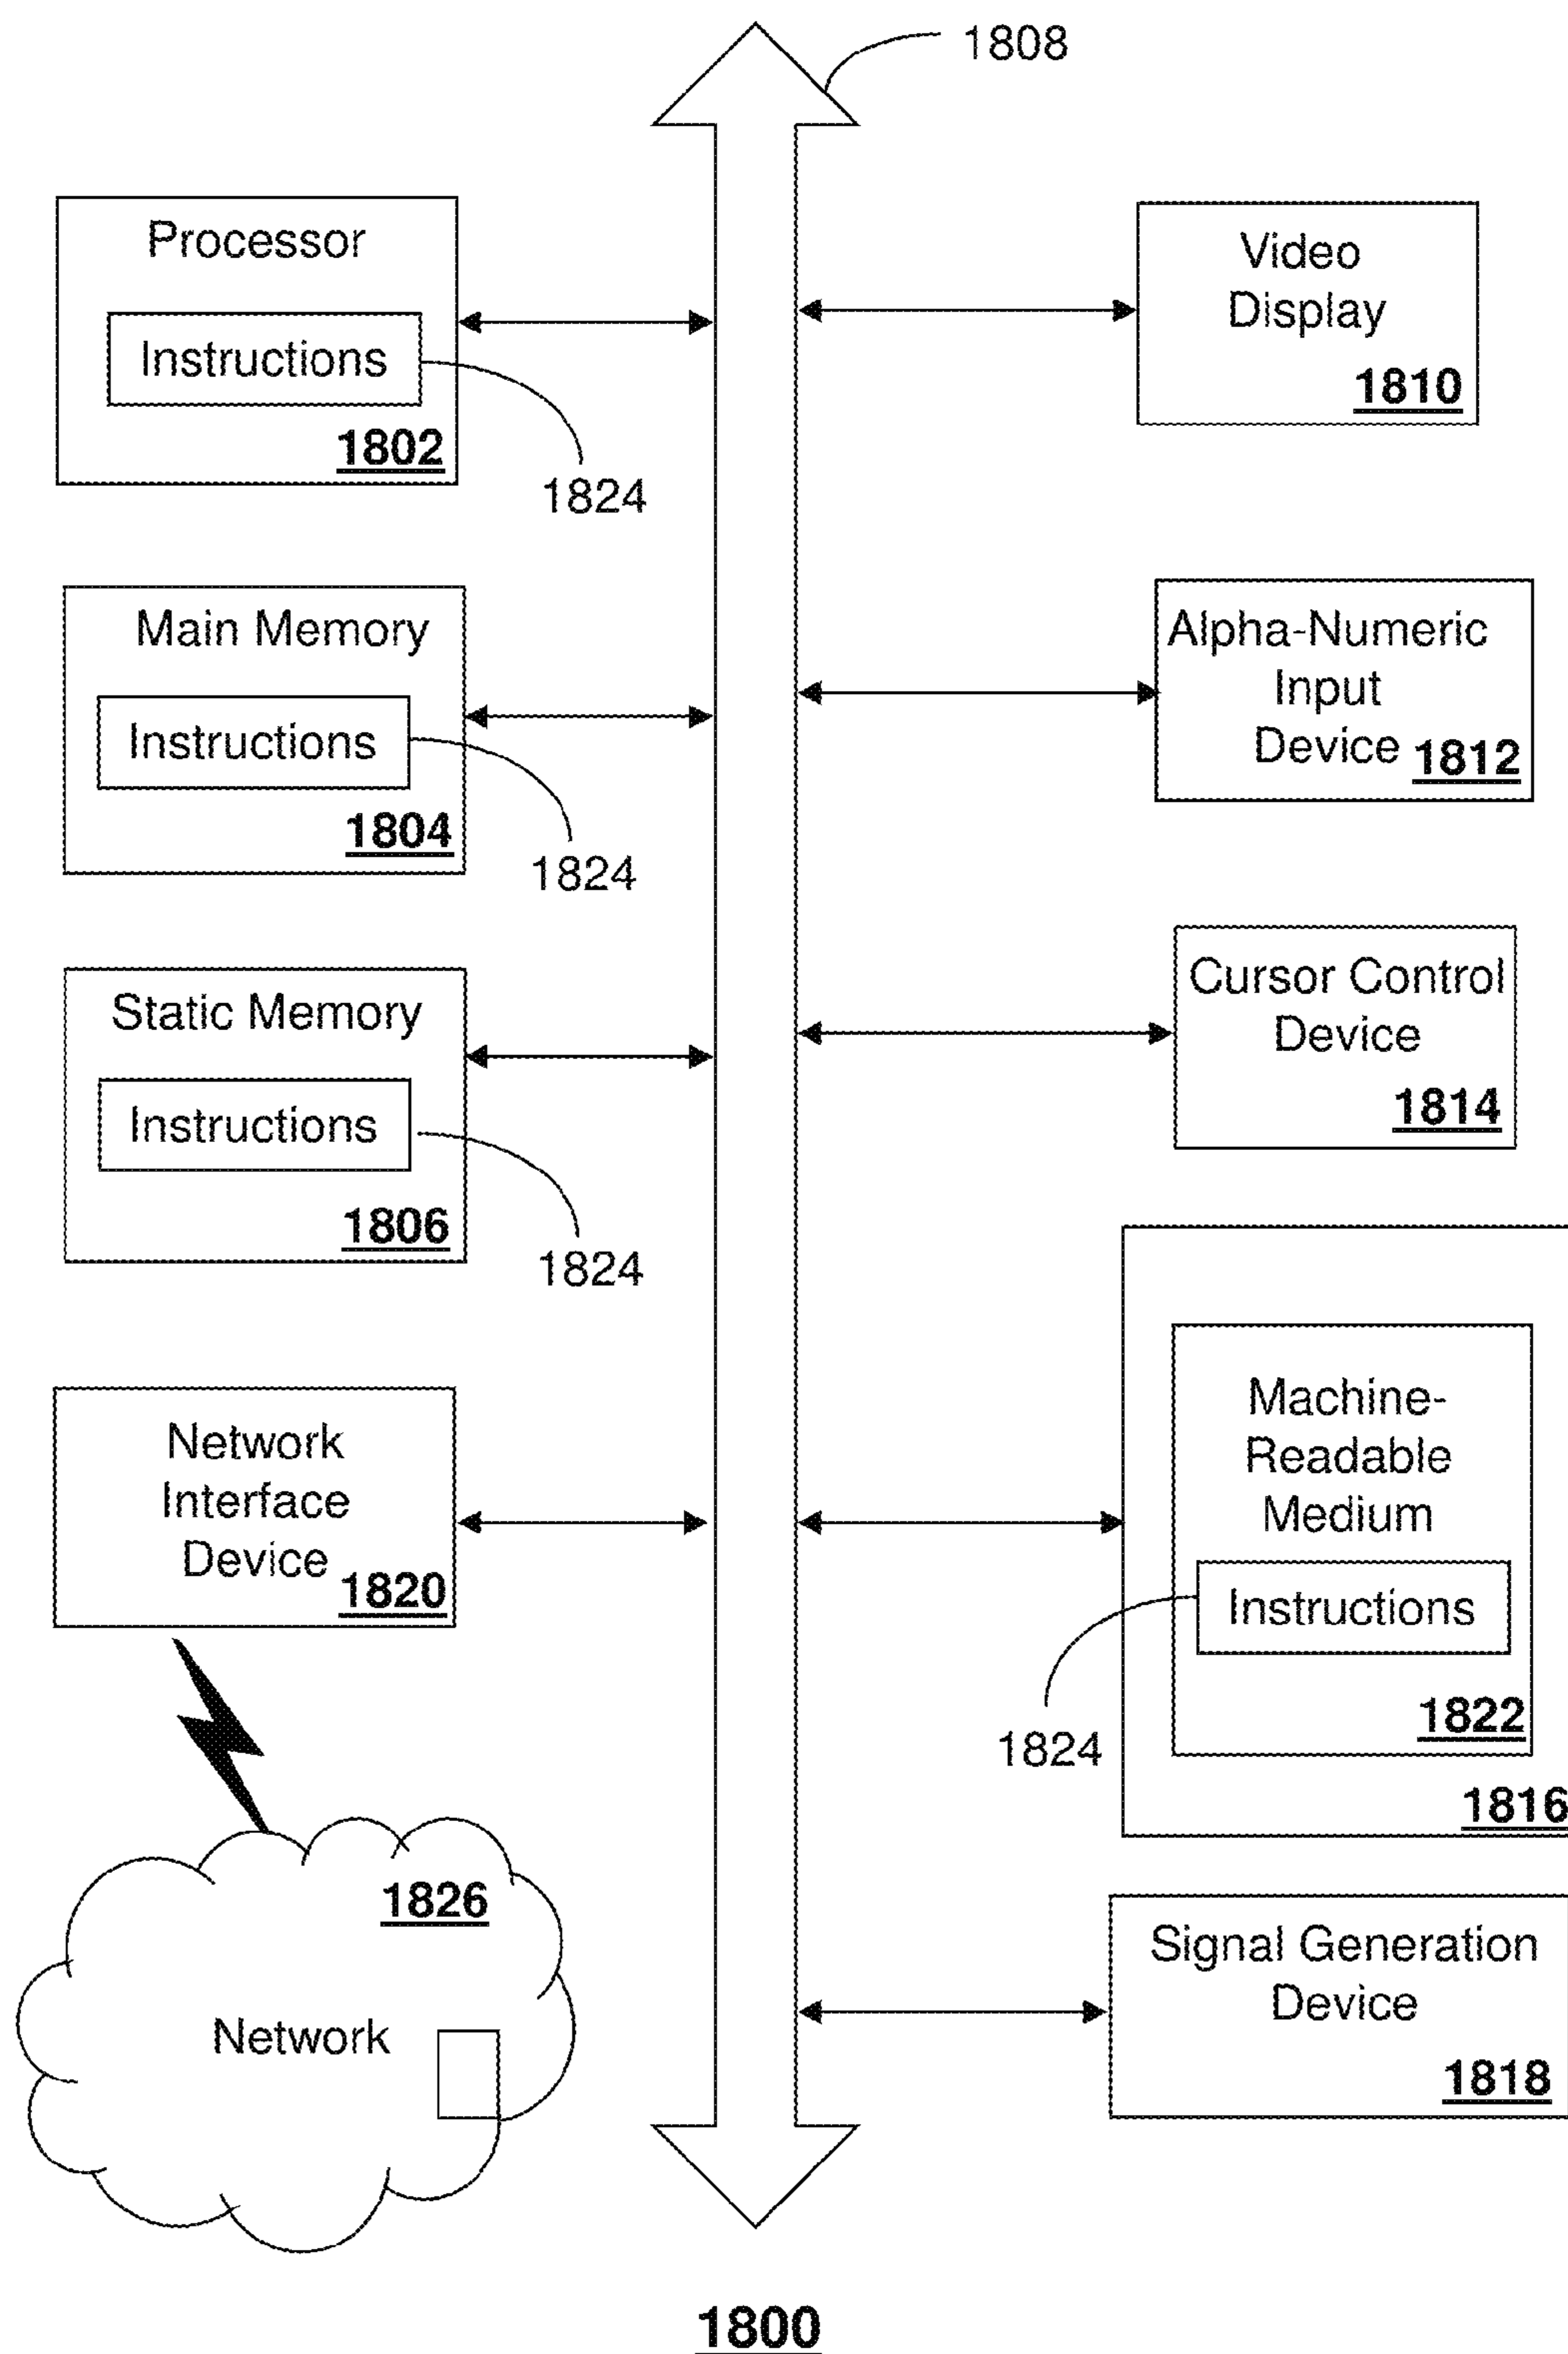 1808
Processor
Instructions
1802
1824
Main Memory
Instructions
1804
1824
Static Memory
Instructions
1806
1824
Network
Interface
Device
1820
1826
Network
Video
Display
1810
Alpha-Numeric
Input
Device
1812
Cursor Control
Device
1814
Machine-
Readable
Medium
Instructions
1822
1824
1816
Signal Generation
Device
1818
1800